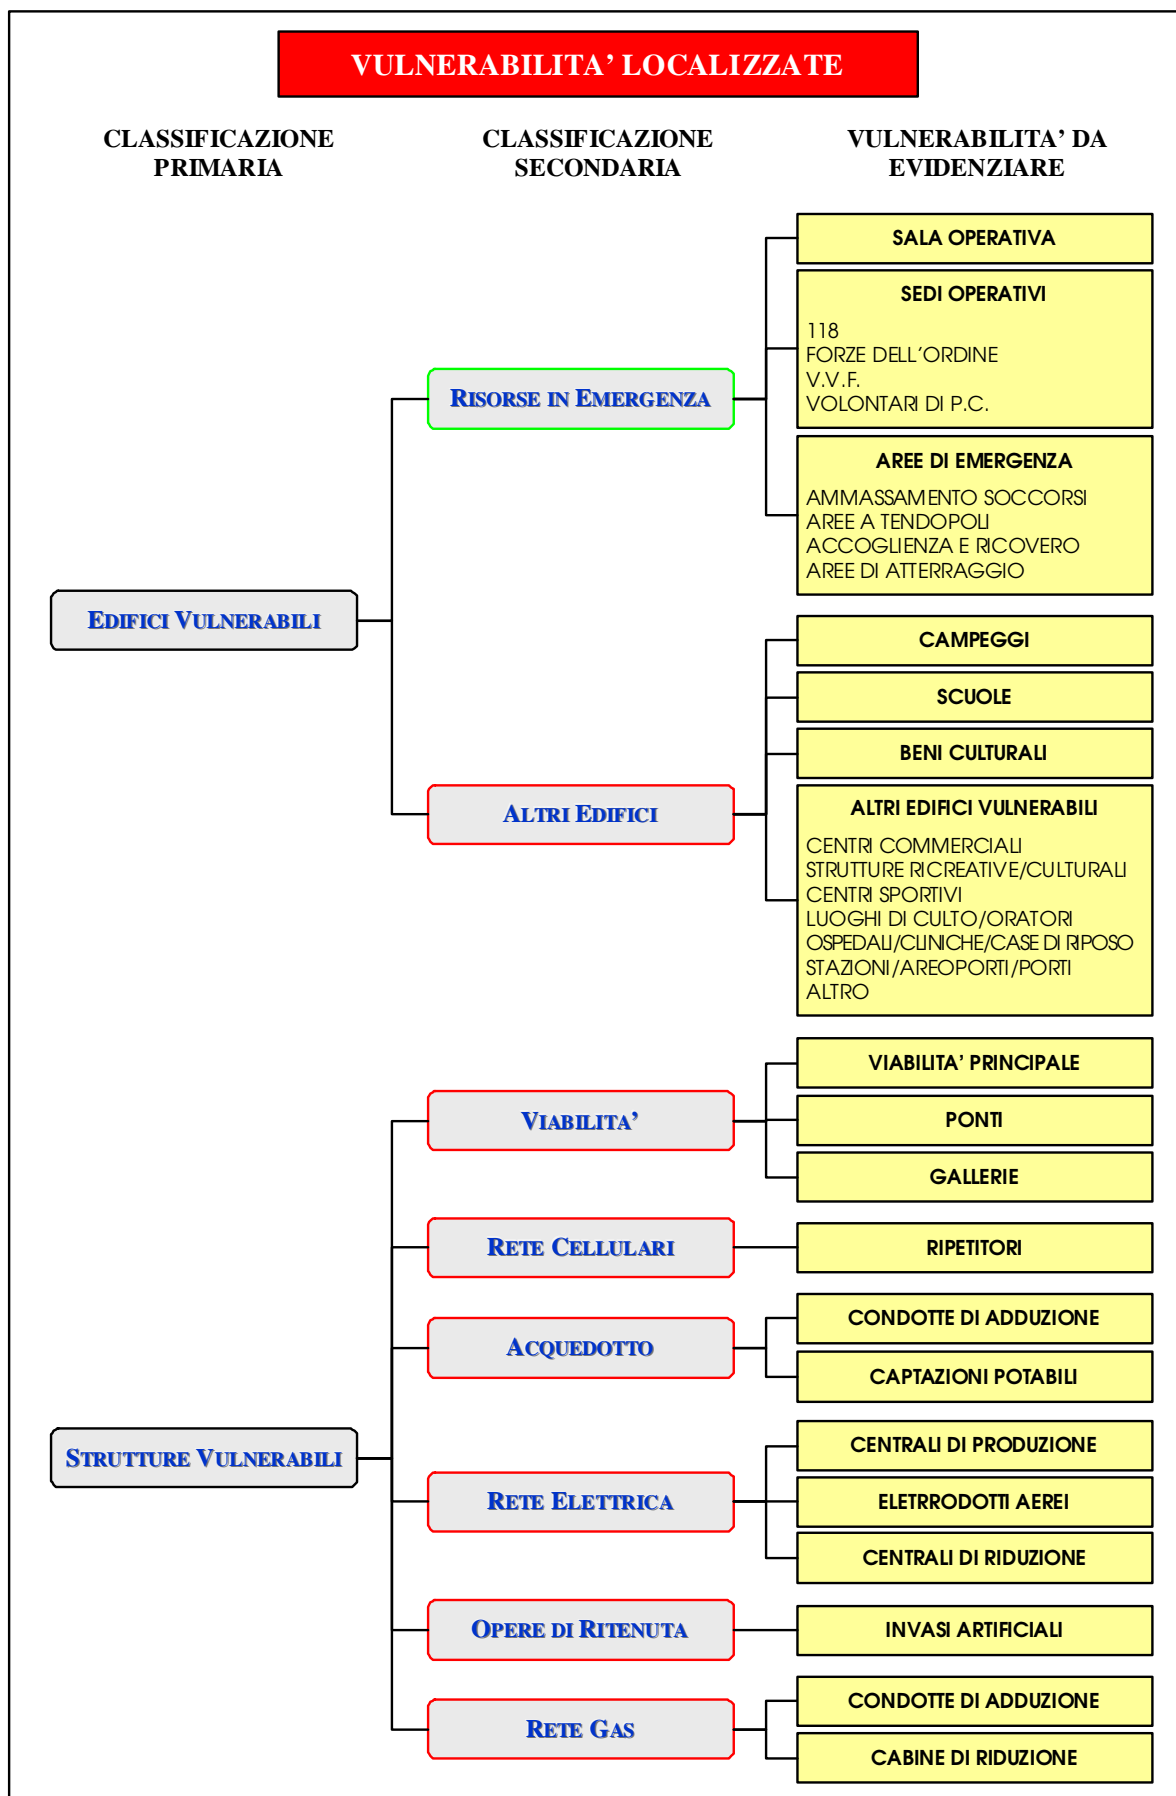 VULNERABILITA’ LOCALIZZATE
CLASSIFICAZIONE
PRIMARIA
CLASSIFICAZIONE
SECONDARIA
VULNERABILITA’ DA
EVIDENZIARE
EDIFICI VULNERABILI
RISORSE IN EMERGENZA
SALA OPERATIVA
SEDI OPERATIVI
118
FORZE DELL’ORDINE
V.V.F.
VOLONTARI DI P.C.
AREE DI EMERGENZA
AMMASSAMENTO SOCCORSI
AREE A TENDOPOLI
ACCOGLIENZA E RICOVERO
AREE DI ATTERRAGGIO
ALTRI EDIFICI
CAMPEGGI
SCUOLE
BENI CULTURALI
ALTRI EDIFICI VULNERABILI
CENTRI COMMERCIALI
STRUTTURE RICREATIVE/CULTURALI
CENTRI SPORTIVI
LUOGHI DI CULTO/ORATORI
OSPEDALI/CLINICHE/CASE DI RIPOSO
STAZIONI/AREOPORTI/PORTI
ALTRO
STRUTTURE VULNERABILI
VIABILITA’
VIABILITA’ PRINCIPALE
PONTI
GALLERIE
RETE CELLULARI
RIPETITORI
ACQUEDOTTO
CONDOTTE DI ADDUZIONE
CAPTAZIONI POTABILI
RETE ELETTRICA
CENTRALI DI PRODUZIONE
ELETRRODOTTI AEREI
CENTRALI DI RIDUZIONE
OPERE DI RITENUTA
INVASI ARTIFICIALI
RETE GAS
CONDOTTE DI ADDUZIONE
CABINE DI RIDUZIONE